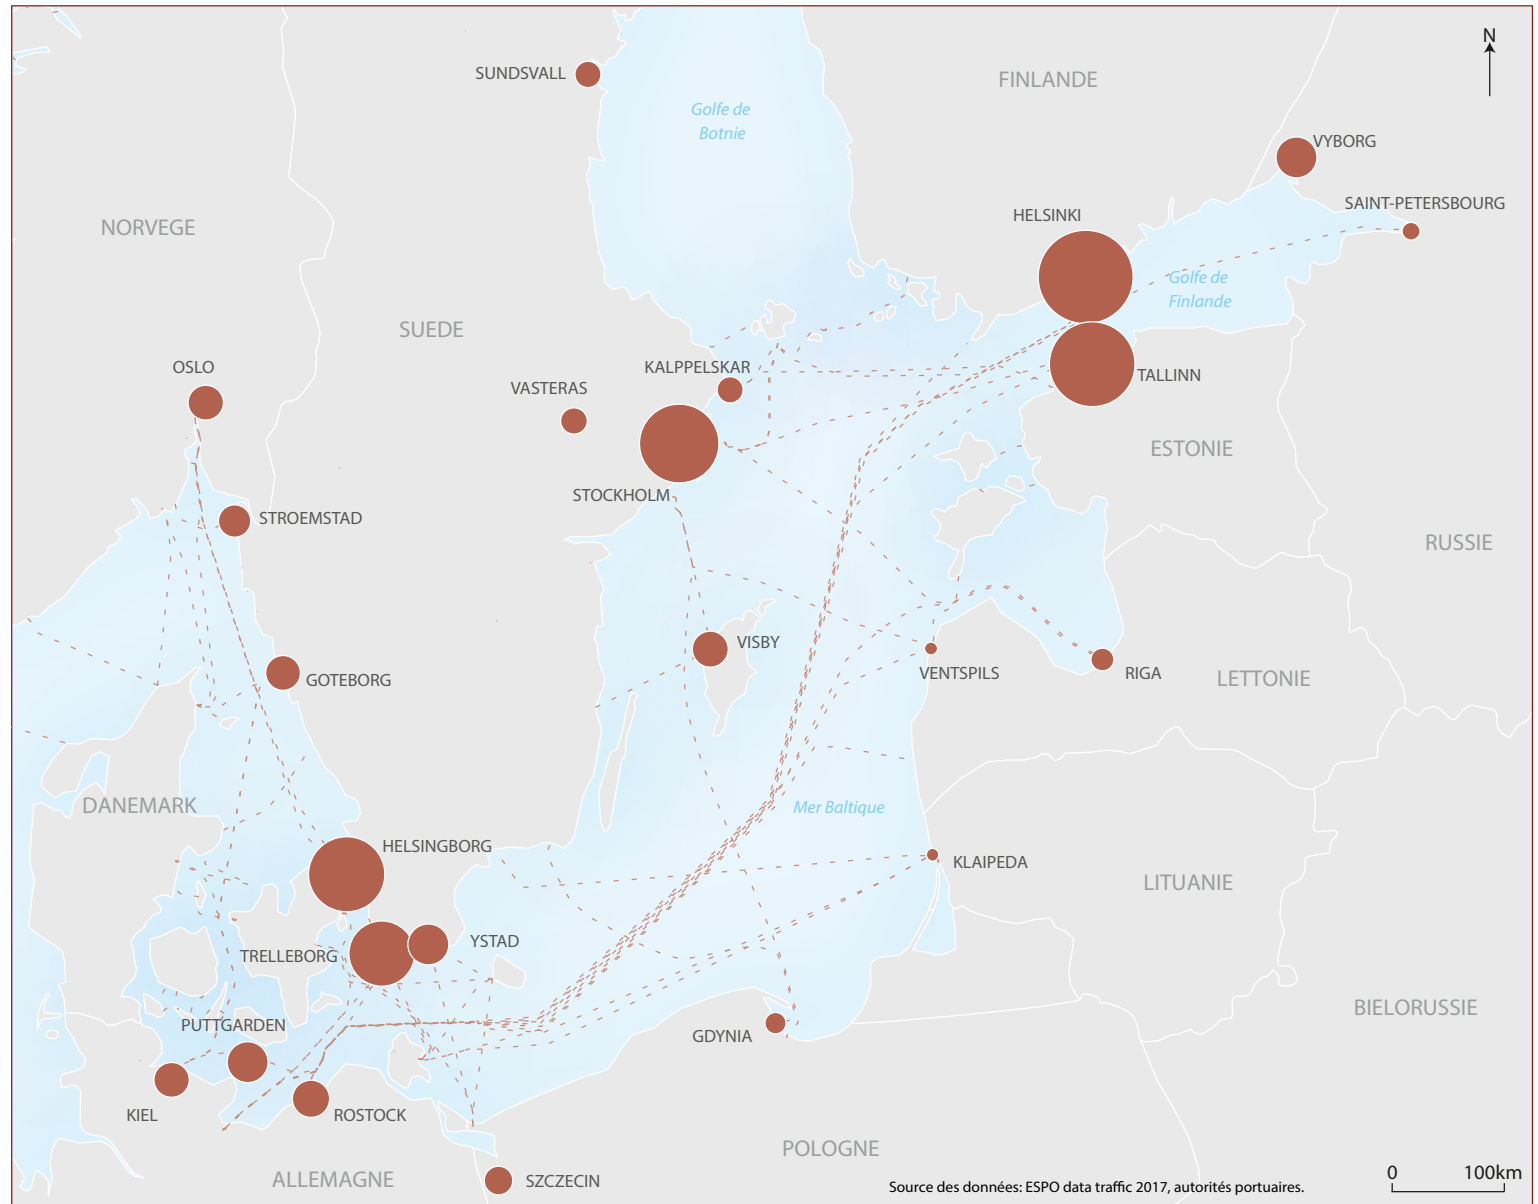 N
SUNDSVALL
FINLANDE
Golfe de
Botnie
VYBORG
SAINT-PETERSBOURG
HELSINKI
NORVEGE
Golfe de
Finlande
SUEDE
OSLO
KALPPELSKAR
VASTERAS
TALLINN
ESTONIE
STOCKHOLM
STROEMSTAD
RUSSIE
VISBY
VENTSPILS
RIGA
LETTONIE
GOTEBORG
DANEMARK
Mer Baltique
HELSINGBORG
KLAIPEDA
LITUANIE
YSTAD
TRELLEBORG
BIELORUSSIE
PUTTGARDEN
GDYNIA
KIEL
ROSTOCK
POLOGNE
ALLEMAGNE
SZCZECIN
0 100km
Source des données: ESPO data traffic 2017, autorités portuaires.